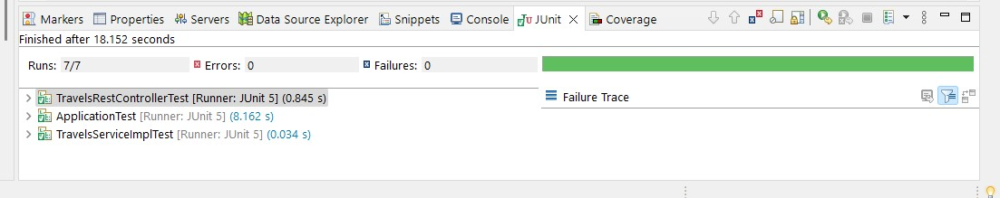 Markers Properties Servers Data Source Explorer Snippets Console JUnit Coverage
Finished after 18.152 seconds
Runs: 7/7 Errors: 0 Failures: 0
TravelsRestControllerTest [Runner: JUnit 5] (0.845 s)
Failure Trace
ApplicationTest [Runner: JUnit 5] (8.162 s)
TravelsServiceImplTest [Runner: JUnit 5] (0.034 s)